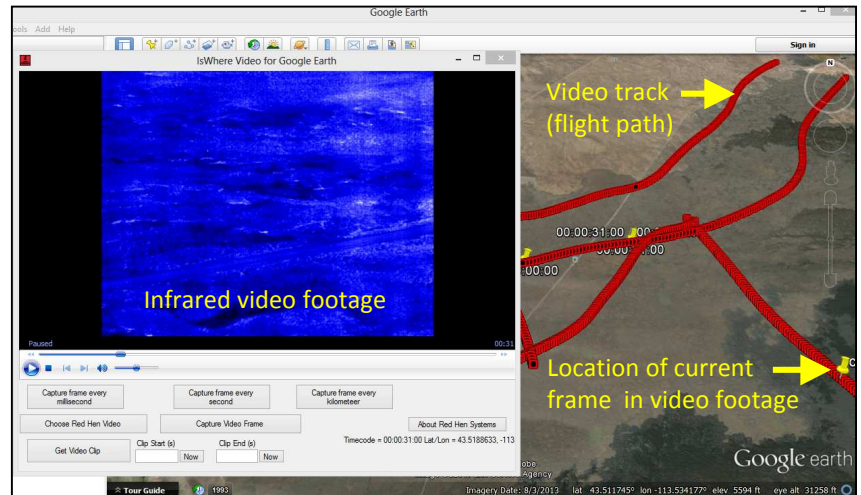 Google Earth
ools Add Help
Sign in
IsWhere Video for Google Earth
N
Video track
(flight path)
00:00:31:00
00:00
Infrared video footage
Paused
00:31
Location of current
frame in video footage
C
Capture frame every
millisecond
Capture frame every
second
Capture frame every
kilometeer
Choose Red Hen Video
Capture Video Frame
About Red Hen Systems
Get Video Clip
Clip Start (s)
Clip End (s)
Now
Now
Timecode = 00:00:31:00 Lat/Lon = 43.5188633, -113
Google earth
Agency
Tour Guide
1993
Imagery Date: 8/3/2013 lat 43.511745° lon -113.534177° elev 5594 ft eye alt 31258 ft